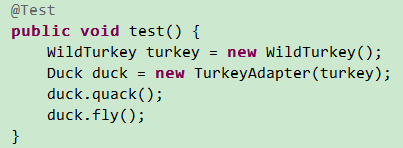 @Test
public void test() {
    WildTurkey turkey = new WildTurkey();
    Duck duck = new TurkeyAdapter(turkey);
    duck.quack();
    duck.fly();
}